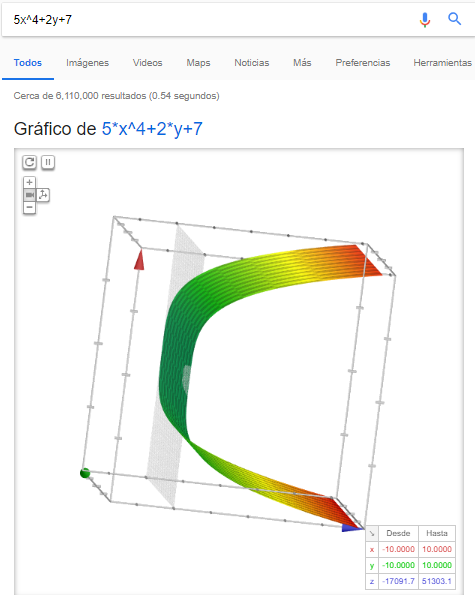 5x^4+2y+7
Todos Imágenes Videos Maps Noticias Más Preferencias Herramientas
Cerca de 6,110,000 resultados (0.54 segundos)
Gráfico de 5*x^4+2*y+7
Desde Hasta
x -10.0000 10.0000
y -10.0000 10.0000
z -17091.7 51303.1